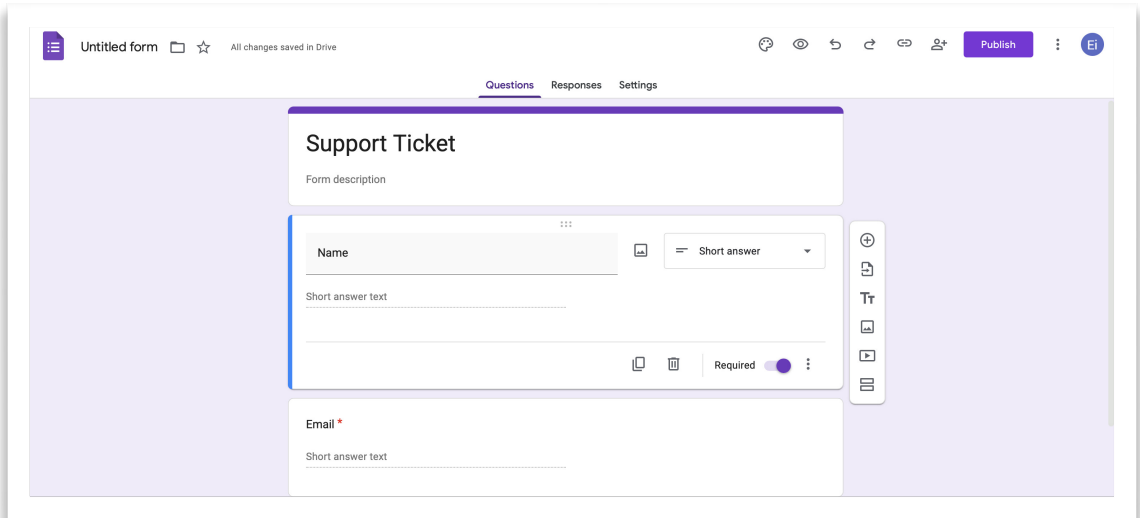 Untitled form All changes saved in Drive Publish Ei
Questions Responses Settings
Support Ticket
Form description
Name Short answer
Short answer text
Tт
Required
Email *
Short answer text